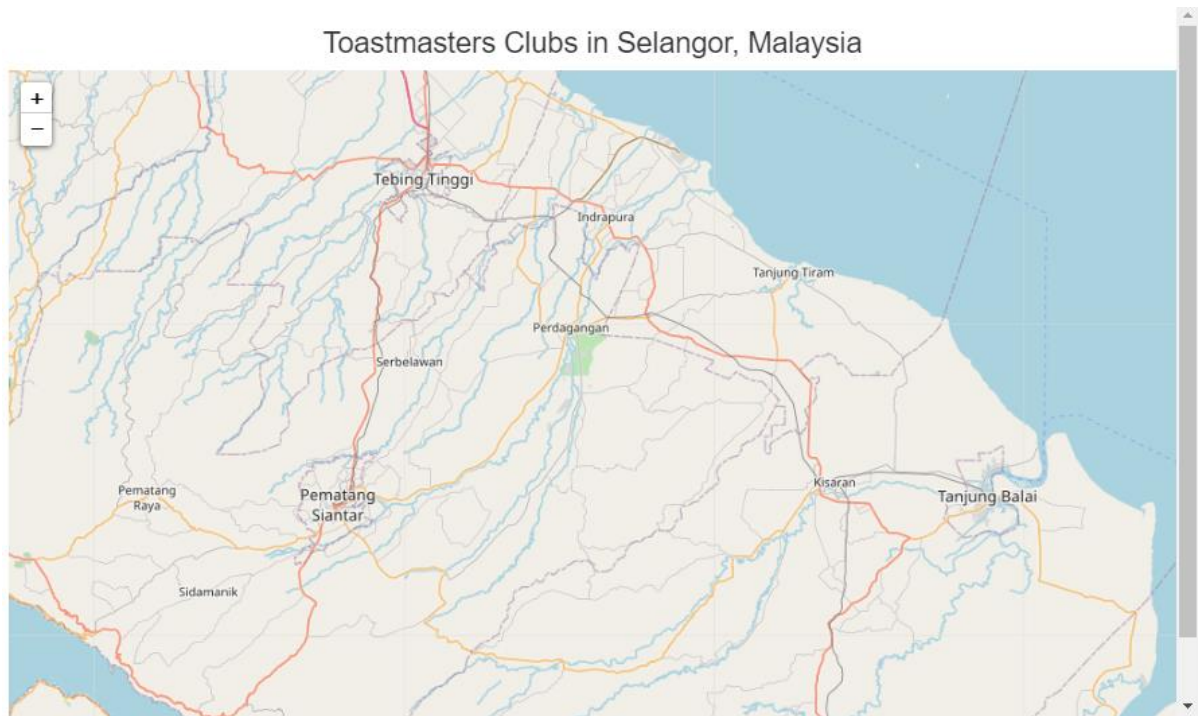 Toastmasters Clubs in Selangor, Malaysia
+
−
Tebing Tinggi
Indrapura
Tanjung Tiram
Perdagangan
Serbelawan
Kisaran
Pematang
Raya
Pematang
Siantar
Tanjung Balai
Sidamanik